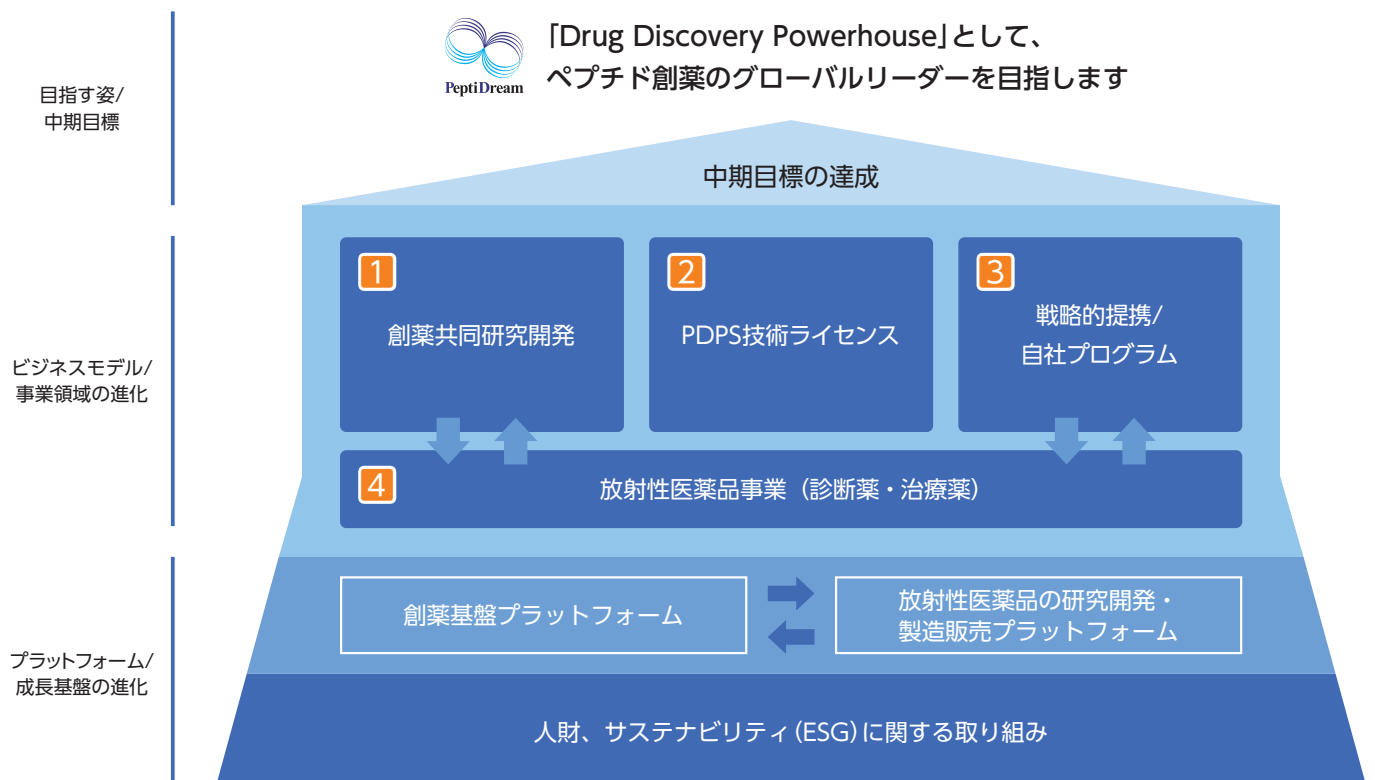 「Drug Discovery Powerhouse」として、
ペプチド創薬のグローバルリーダーを目指します
PeptiDream
目指す姿/
中期目標
中期目標の達成
ビジネスモデル/
事業領域の進化
1
創薬共同研究開発
2
PDPS技術ライセンス
3
戦略的提携/
自社プログラム
4
放射性医薬品事業（診断薬・治療薬）
プラットフォーム/
成長基盤の進化
創薬基盤プラットフォーム
放射性医薬品の研究開発・
製造販売プラットフォーム
人財、サステナビリティ(ESG)に関する取り組み